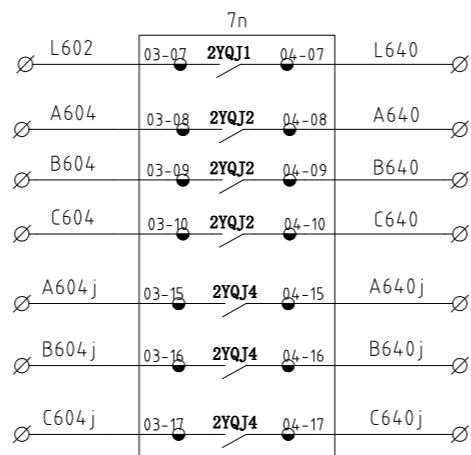 7n
L602 03-07 2YQJ1 04-07 L640
A604 03-08 2YQJ2 04-08 A640
B604 03-09 2YQJ2 04-09 B640
C604 03-10 2YQJ2 04-10 C640
A604j 03-15 2YQJ4 04-15 A640j
B604j 03-16 2YQJ4 04-16 B640j
C604j 03-17 2YQJ4 04-17 C640j